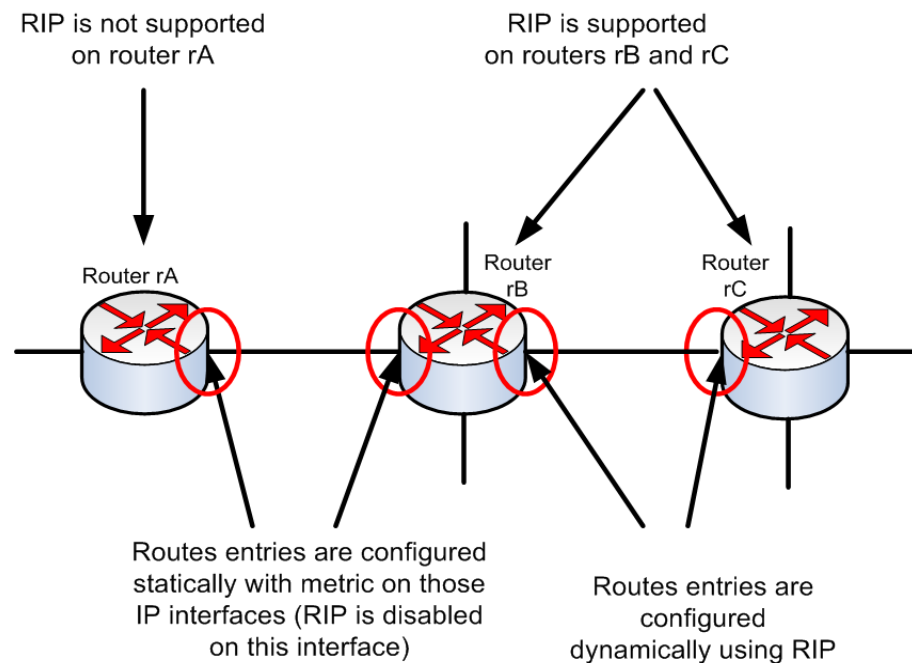 RIP is not supported
on router rA
RIP is supported
on routers rB and rC
Router rA
Router
rB
Router
rC
Routes entries are configured
statically with metric on those
IP interfaces (RIP is disabled
on this interface)
Routes entries are
configured
dynamically using RIP